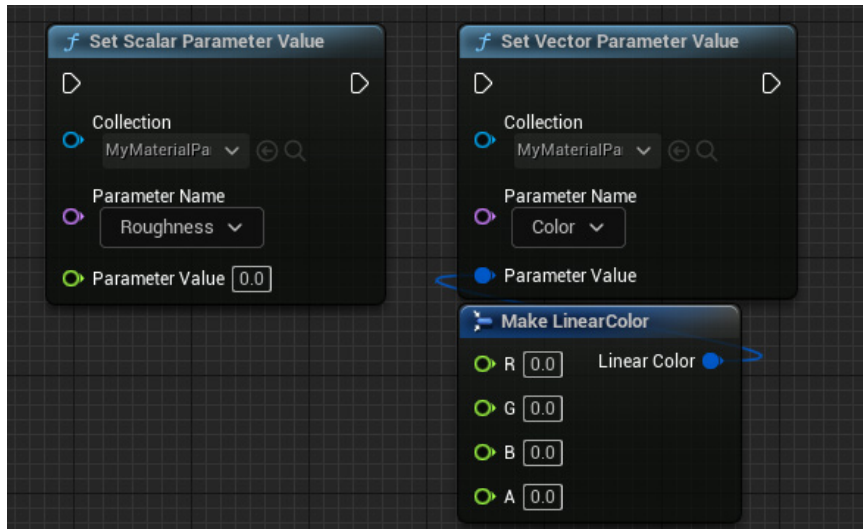 Set Scalar Parameter Value
Collection
MyMaterialPa
Parameter Name
Roughness
Parameter Value 0.0
Set Vector Parameter Value
Collection
MyMaterialPa
Parameter Name
Color
Parameter Value
Make LinearColor
R 0.0 Linear Color
G 0.0
B 0.0
A 0.0